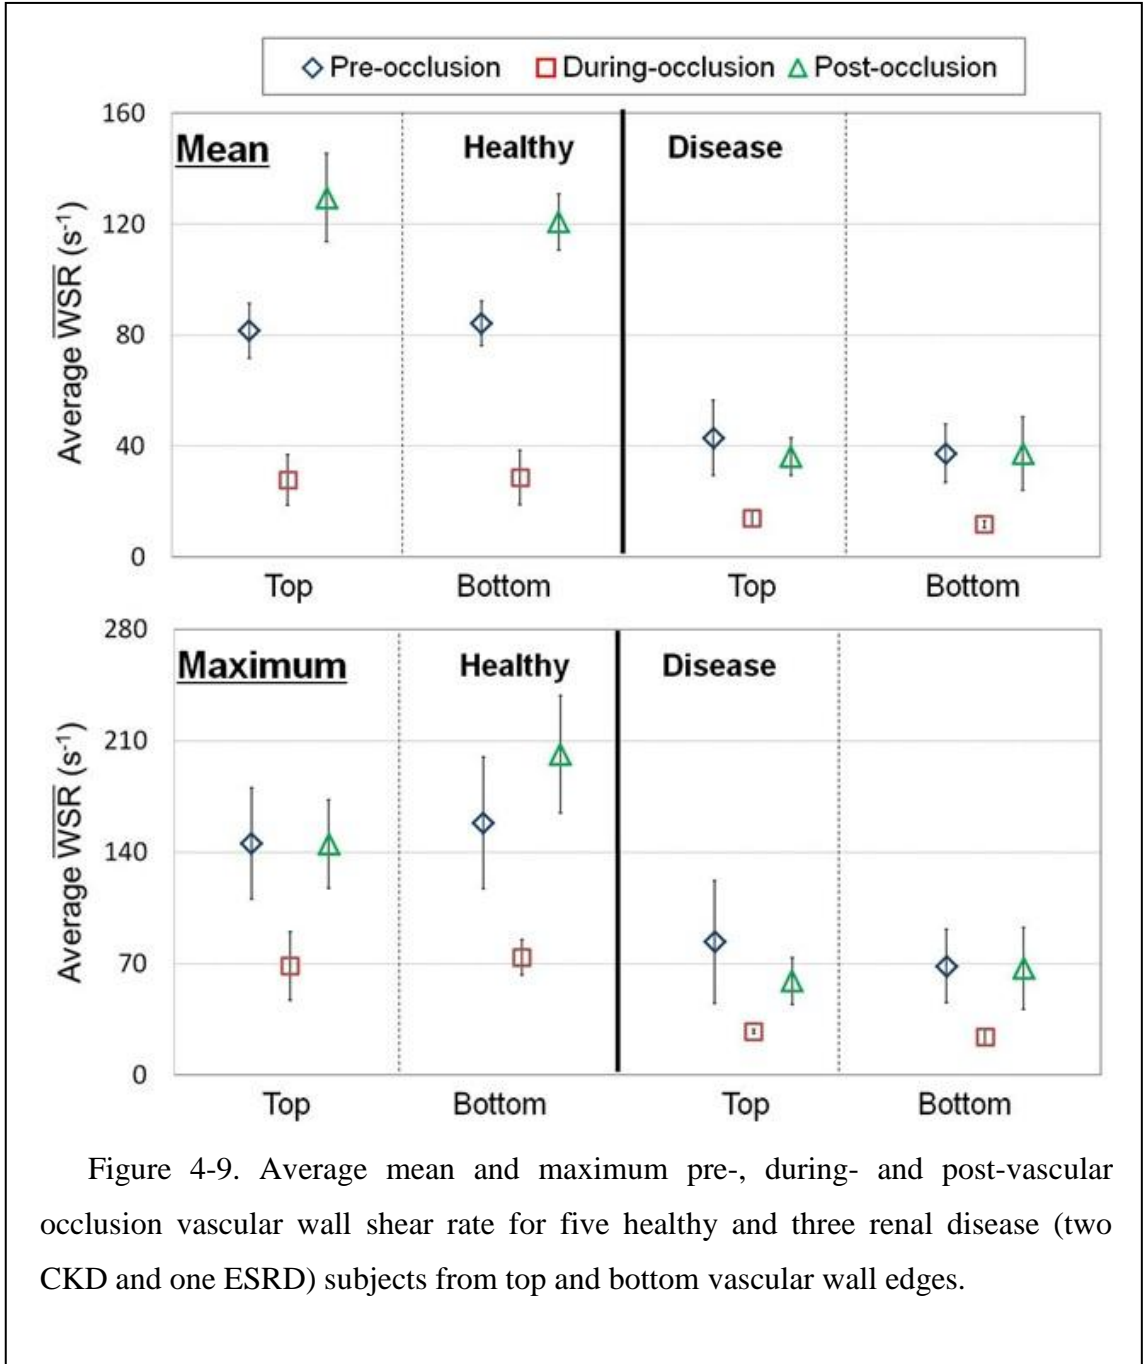 Pre-occlusion During-occlusion Post-occlusion
160
120
80
40
0
Average WSR (s-1)
Mean Healthy Disease
Top Bottom Top Bottom
280
210
140
70
0
Average WSR (s-1)
Maximum Healthy Disease
Top Bottom Top Bottom
Figure 4-9. Average mean and maximum pre-, during- and post-vascular
occlusion vascular wall shear rate for five healthy and three renal disease (two
CKD and one ESRD) subjects from top and bottom vascular wall edges.